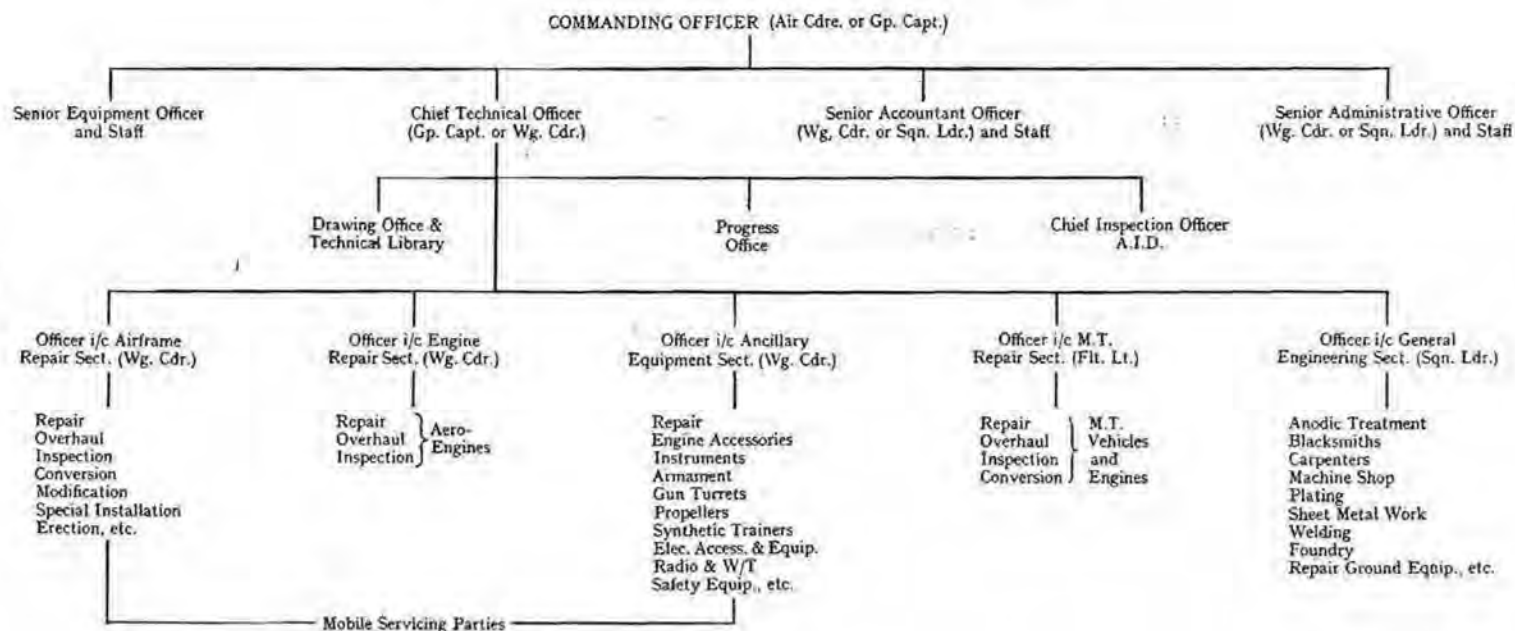 COMMANDING OFFICER (Air Cdre. or Gp. Capt.)
Senior Equipment Officer
and Staff
Chief Technical Officer
(Gp. Capt. or Wg. Cdr.)
Senior Accountant Officer
(Wg, Cdr. or Sqn. Ldr.) and Staff
Senior Administrative Officer
(Wg. Cdr. or Sqn. Ldr.) and Staff
Drawing Office &
Technical Library
Progress
Office
Chief Inspection Officer
A.I.D.
Officer i/c Airframe
Repair Sect. (Wg. Cdr.)
Officer i/c Engine
Repair Sect. (Wg. Cdr.)
Officer i/c Ancillary
Equipment Sect. (Wg. Cdr.)
Officer i/c M.T.
Repair Sect. (Flt. Lt.)
Officer i/c General
Engineering Sect. (Sqn. Ldr.)
Repair
Overhaul
Inspection
Conversion
Modification
Special Installation
Erection, etc.
Repair
Overhaul
Inspection
Aero-
Engines
Repair
Engine Accessories
Instruments
Armament
Gun Turrets
Propellers
Synthetic Trainers
Elec. Access. & Equip.
Radio & W/T
Safety Equip., etc.
Repair
Overhaul
Inspection
Conversion
M.T.
Vehicles
and
Engines
Anodic Treatment
Blacksmiths
Carpenters
Machine Shop
Plating
Sheet Metal Work
Welding
Foundry
Repair Ground Equip., etc.
Mobile Servicing Parties